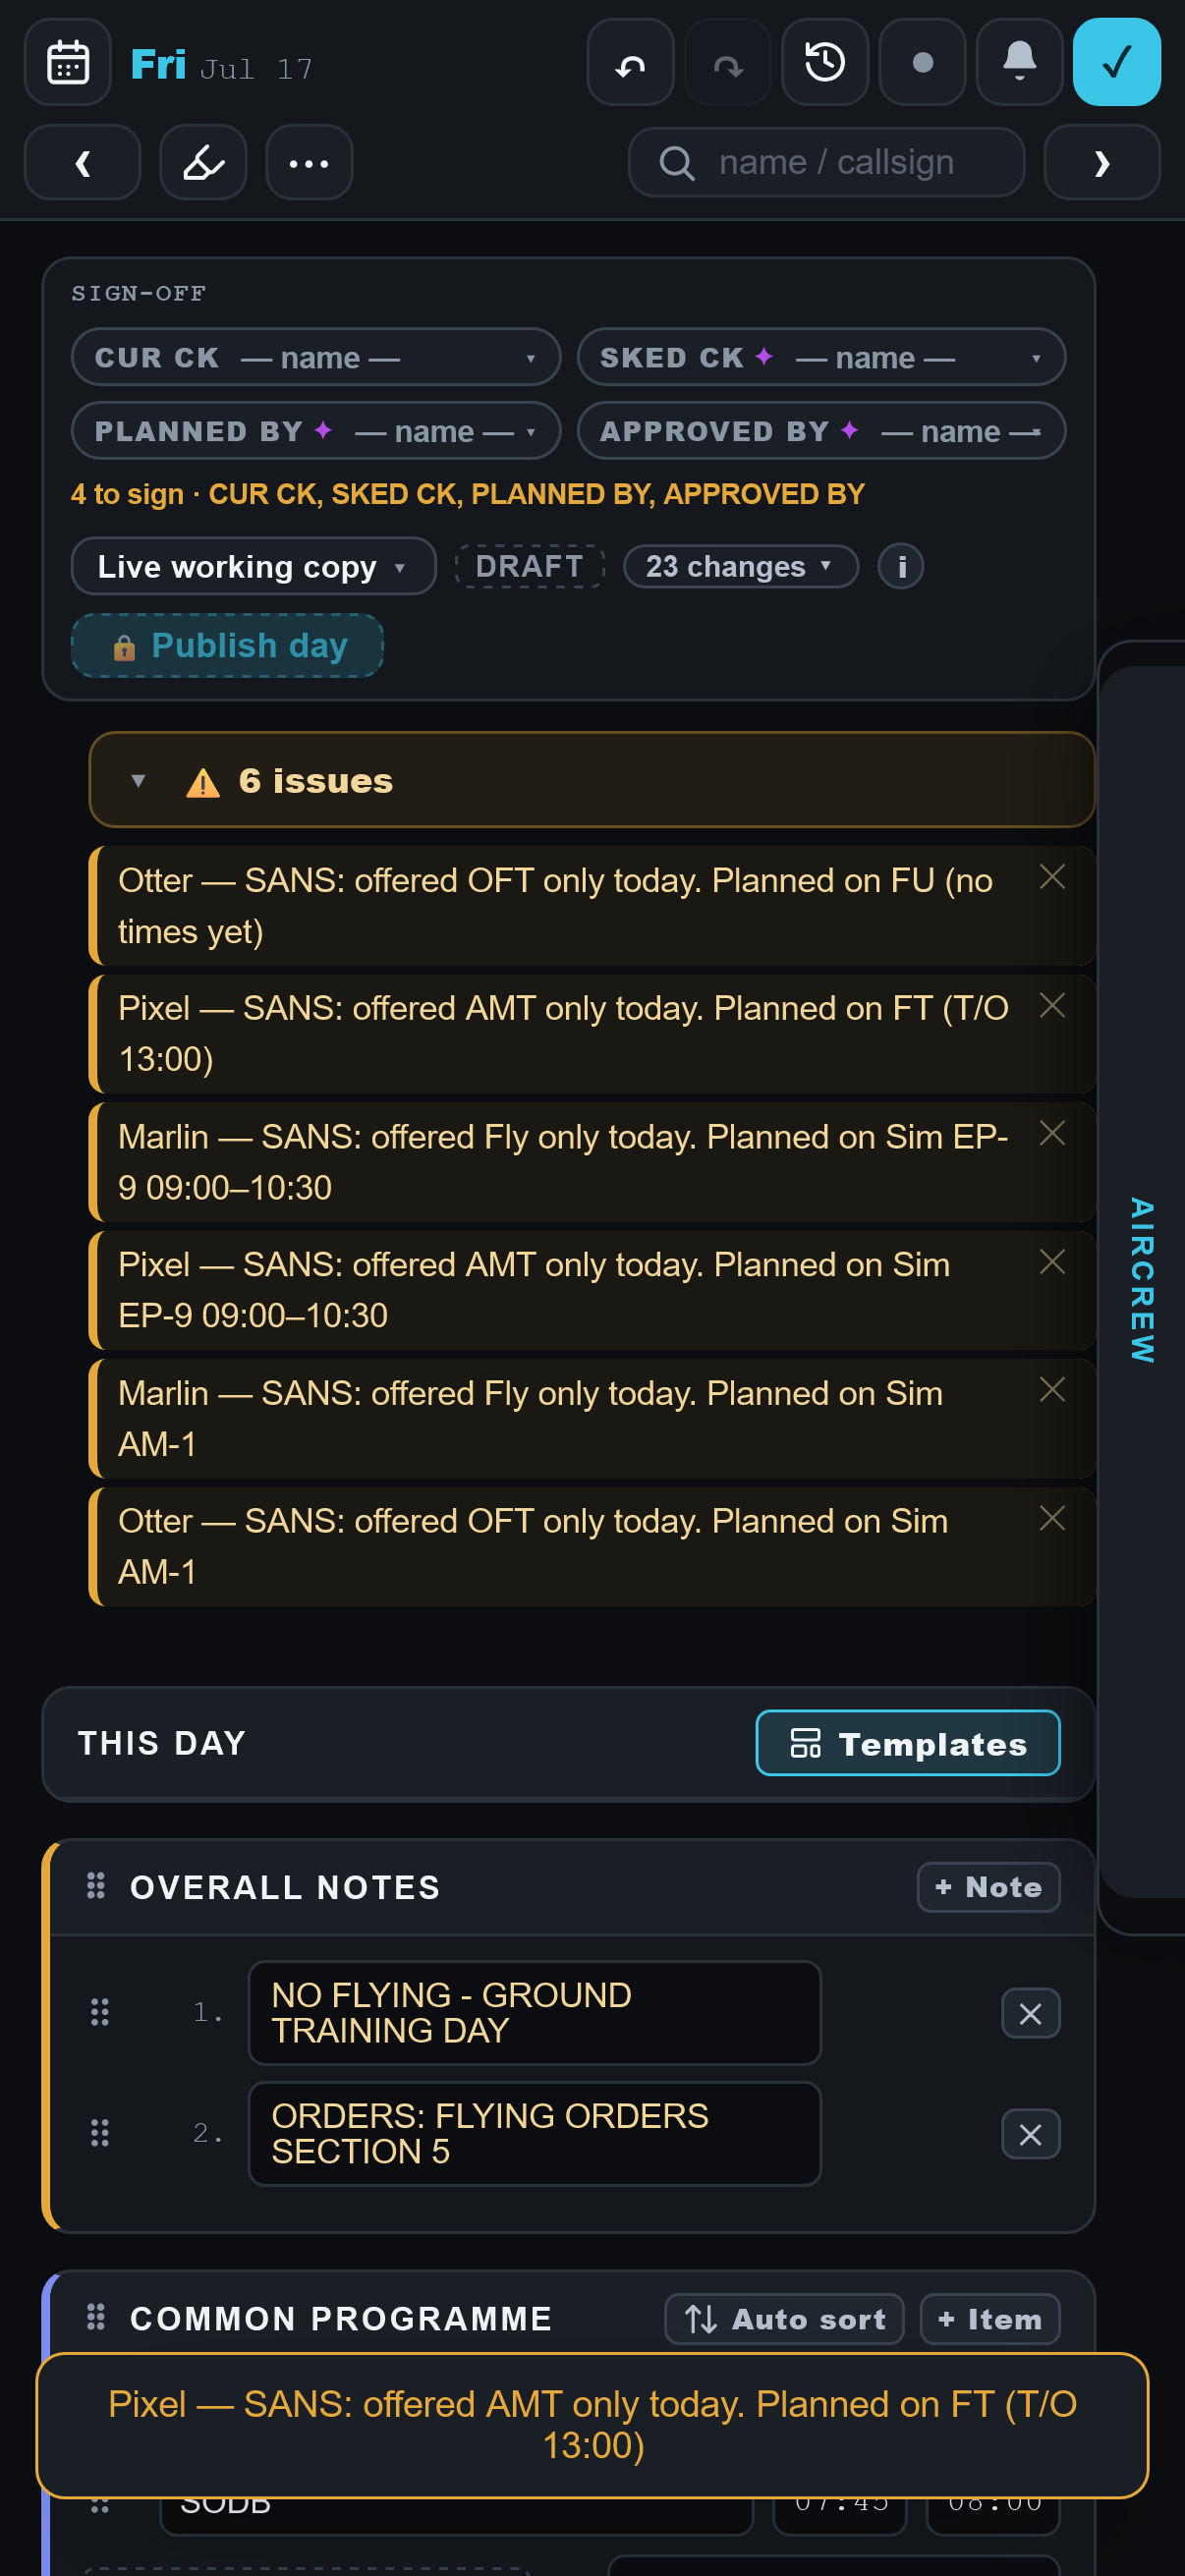 Fri Jul 17
name / callsign
SIGN-OFF
CUR CK — name —
SKED CK ✦ — name —
PLANNED BY ✦ — name —
APPROVED BY ✦ — name —
4 to sign · CUR CK, SKED CK, PLANNED BY, APPROVED BY
Live working copy
DRAFT
23 changes
i
Publish day
6 issues
Otter — SANS: offered OFT only today. Planned on FU (no
times yet)
Pixel — SANS: offered AMT only today. Planned on FT (T/O
13:00)
Marlin — SANS: offered Fly only today. Planned on Sim EP-
9 09:00–10:30
Pixel — SANS: offered AMT only today. Planned on Sim
EP-9 09:00–10:30
Marlin — SANS: offered Fly only today. Planned on Sim
AM-1
Otter — SANS: offered OFT only today. Planned on Sim
AM-1
AIRCREW
THIS DAY
Templates
OVERALL NOTES
+ Note
1. NO FLYING - GROUND
TRAINING DAY
2. ORDERS: FLYING ORDERS
SECTION 5
COMMON PROGRAMME
Auto sort
+ Item
Pixel — SANS: offered AMT only today. Planned on FT (T/O
13:00)
SODB 07:45 08:00